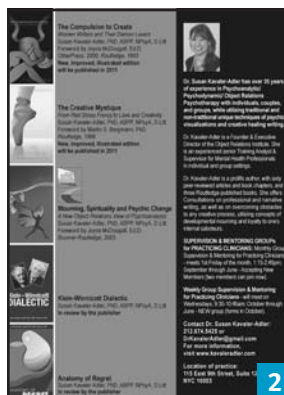 The Compulsion to Create
Women Writers and Their Demon Lovers
Susan Kavaler-Adler, PhD, ABPP, NPsyA, D.Litt
Foreword by Joyce McDougall, Ed.D.
OtherPress, 2000, Routledge, 1993
New, improved, illustrated edition
will be published in 2011
The Creative Mystique
From Red Shoes Frenzy to Love and Creativity
Susan Kavaler-Adler, PhD, ABPP, NPsyA, D.Litt
Foreword by Martin S. Bergmann, PhD
Routledge, 1996
New, improved, illustrated edition
will be published in 2011
Mourning, Spirituality and Psychic Change
A New Object Relations View of Psychoanalysis
Susan Kavaler-Adler, PhD, ABPP, NPsyA, D.Litt
Foreword by Joyce McDougall, Ed.D.
Brunner-Routledge, 2003
Klein-Winnicott
DIALECTIC
Klein-Winnicott Dialectic
Susan Kavaler-Adler, PhD, ABPP, NPsyA, D.Litt
in review by the publisher
Anatomy of Regret
Susan Kavaler-Adler, PhD, ABPP, NPsyA, D.Litt
in review by the publisher
Dr. Susan Kavaler-Adler has over 35 years
of experience in Psychoanalytic/
Psychodynamic/ Object Relations
Psychotherapy with individuals, couples,
and groups, while utilizing traditional and
non-traditional unique techniques of psychic
visualizations and creative healing writing.
Dr. Kavaler-Adler is a Founder & Executive
Director of the Object Relations Institute. She
is an experienced senior Training Analyst &
Supervisor for Mental Health Professionals
in individual and group settings.
Dr. Kavaler-Adler is a prolific author, with sixty
peer-reviewed articles and book chapters, and
three Routledge-published books. She offers
Consultations on professional and narrative
writing, as well as on overcoming obstacles
to any creative process, utilizing concepts of
developmental mourning and loyalty to one's
internal saboteurs.
SUPERVISION & MENTORING GROUPs
for PRACTICING CLINICIANS: Monthly Group
Supervision & Mentoring for Practicing Clinicians
- meets 1st Friday of the month, 1:15-2:45pm;
September through June - Accepting New
Members (two members can join now).
Weekly Group Supervision & Mentoring
for Practicing Clinicians - will meet on
Wednesdays, 9:30-10:45am, October through
June - NEW group (forms in October).
Contact Dr. Susan Kavaler-Adler:
212.674.5425 or
DrKavelerAdler@gmail.com
For more information,
visit www.kavaleradler.com
Location of practice:
115 East 9th Street, Suite 12
NYC 10003
2